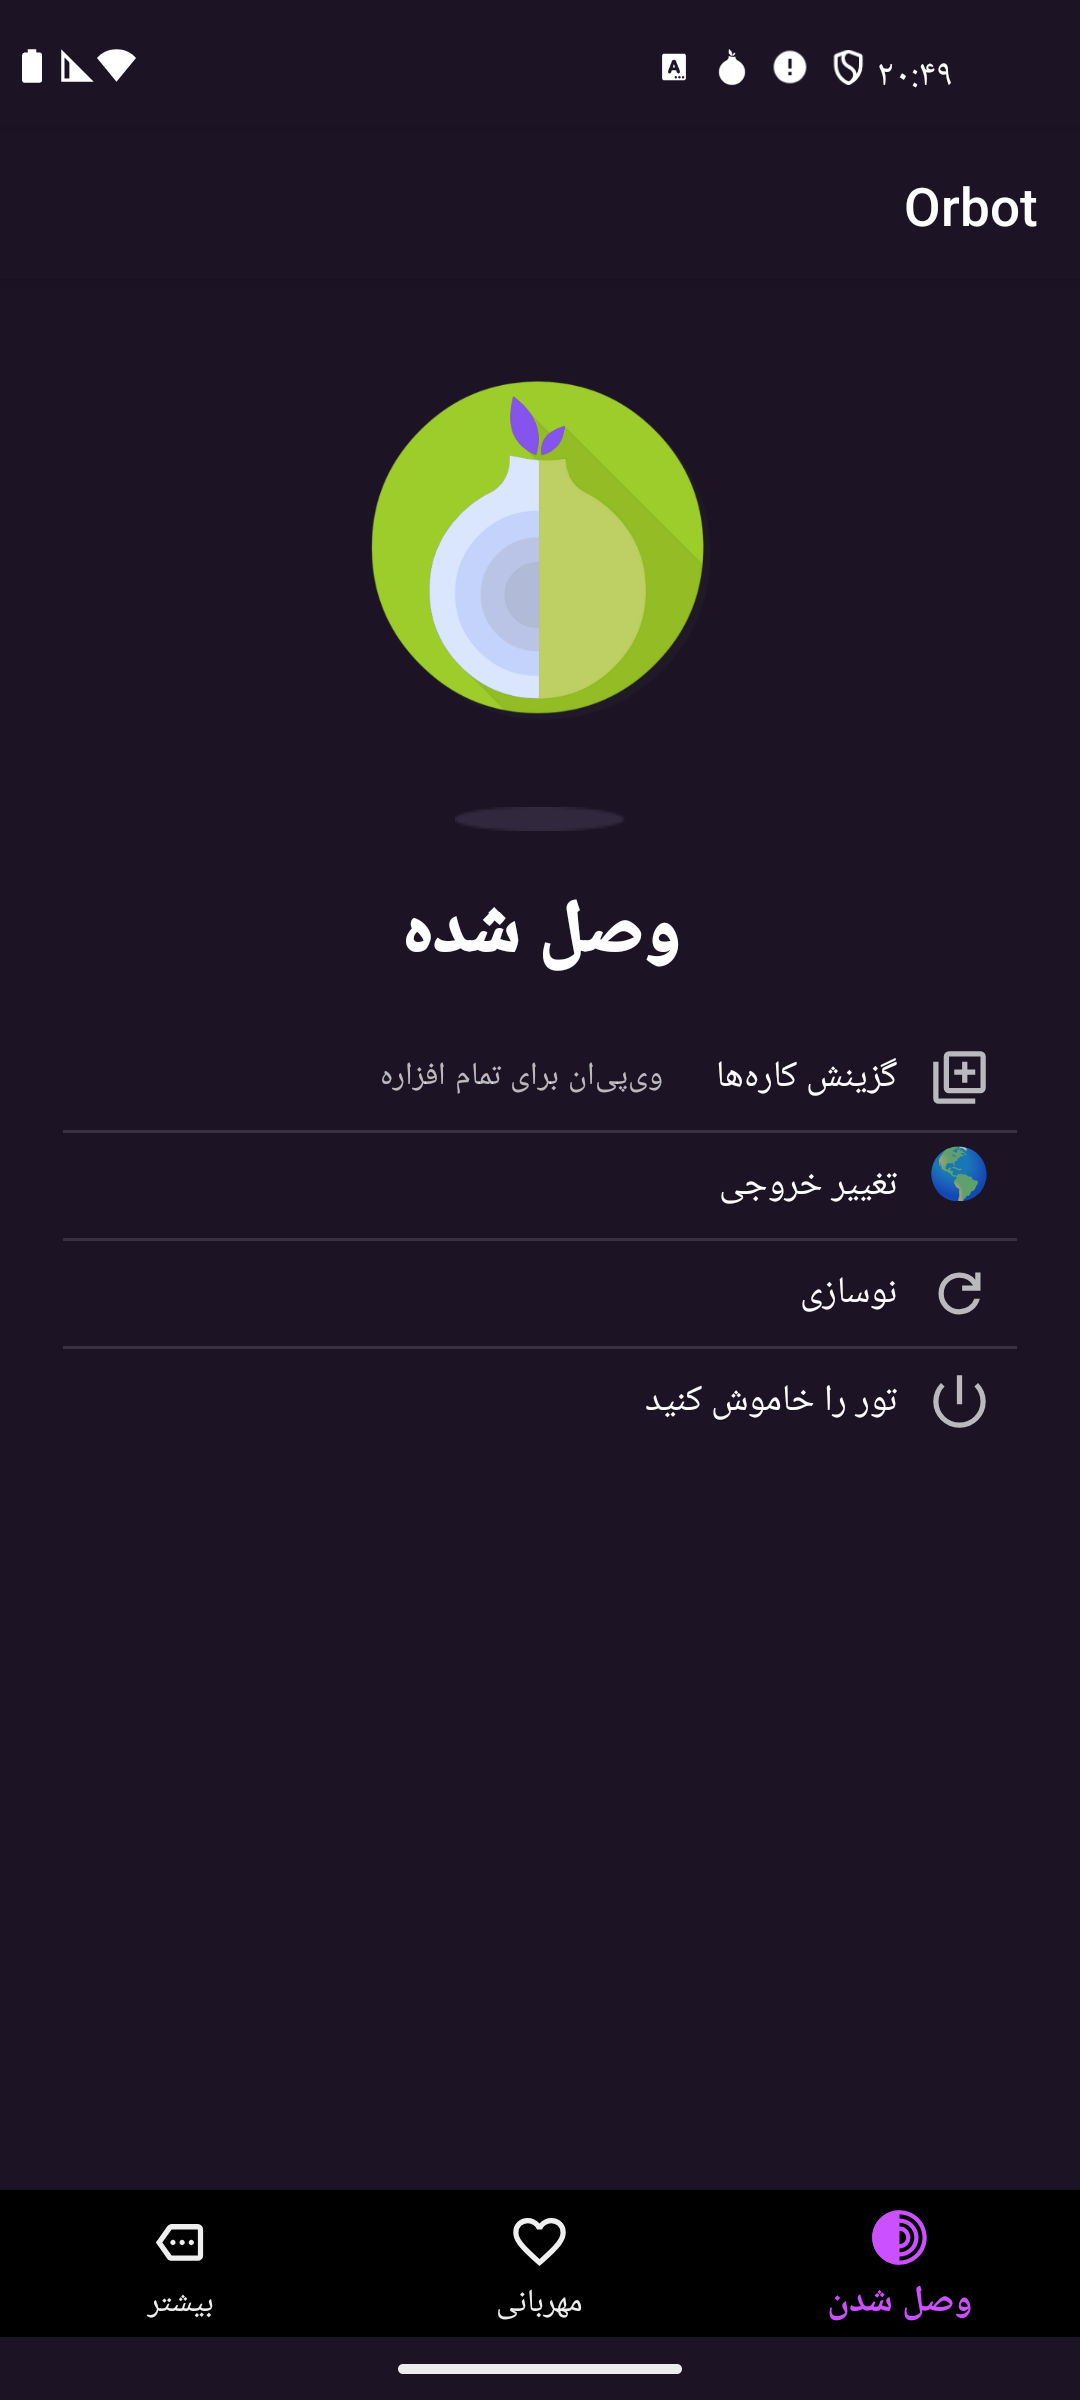 ۲۰:۴۹
Orbot
وصل شده
گزینش کاره‌ها وی‌پی‌ان برای تمام افزاره
تغییر خروجی
نوسازی
تور را خاموش کنید
وصل شدن مهربانی بیشتر